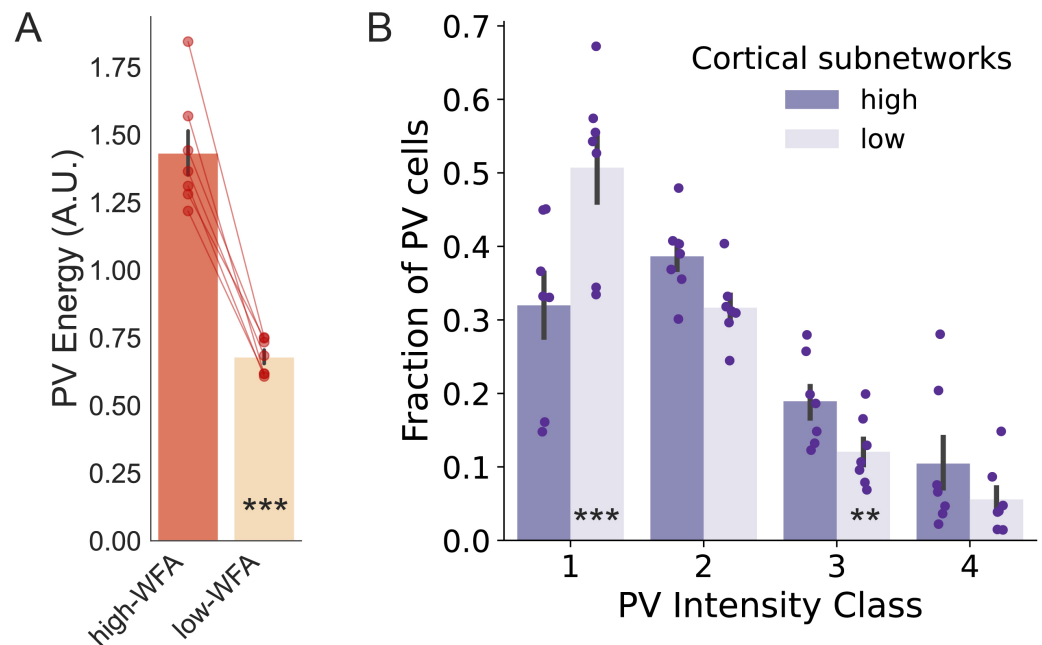 A
PV Energy (A.U.)
1.75
1.50
1.25
1.00
0.75
0.50
0.25
0.00
***
high-WFA
low-WFA
B
Fraction of PV cells
0.7
0.6
0.5
0.4
0.3
0.2
0.1
0.0
Cortical subnetworks
high
low
***
**
1 2 3 4
PV Intensity Class